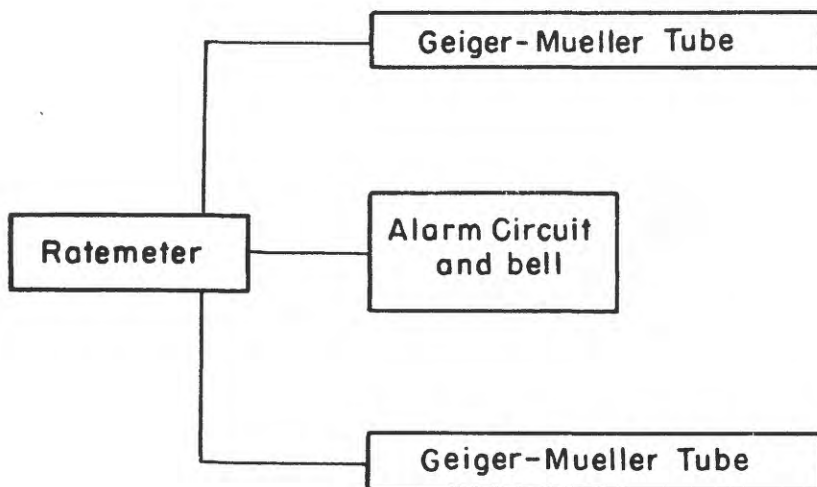 Geiger-Mueller Tube
Ratemeter
Alarm Circuit
and bell
Geiger-Mueller Tube